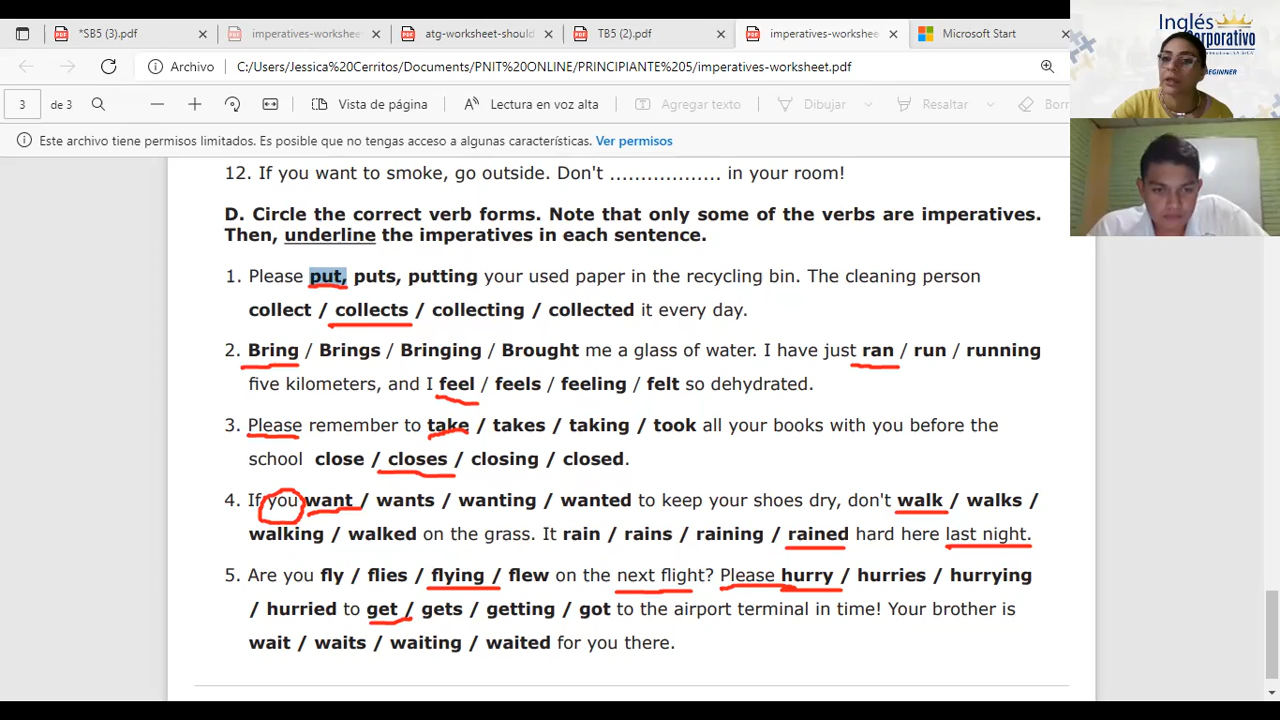 *SB5 (3).pdf
imperatives-workshee
atg-worksheet-should
TB5 (2).pdf
imperatives-workshee
Microsoft Start
Inglés
Corporativo
BEGINNER
Archivo
C:/Users/Jessica%20Cerritos/Documents/PNIT%20ONLINE/PRINCIPIANTE%205/imperatives-worksheet.pdf
3 de 3
Vista de página
Lectura en voz alta
Agregar texto
Dibujar
Resaltar
Borr
Este archivo tiene permisos limitados. Es posible que no tengas acceso a algunas características. Ver permisos
12. If you want to smoke, go outside. Don't .................. in your room!
D. Circle the correct verb forms. Note that only some of the verbs are imperatives.
Then, underline the imperatives in each sentence.
1. Please put, puts, putting your used paper in the recycling bin. The cleaning person
collect / collects / collecting / collected it every day.
2. Bring / Brings / Bringing / Brought me a glass of water. I have just ran / run / running
five kilometers, and I feel / feels / feeling / felt so dehydrated.
3. Please remember to take / takes / taking / took all your books with you before the
school close / closes / closing / closed.
4. If you want / wants / wanting / wanted to keep your shoes dry, don't walk / walks /
walking / walked on the grass. It rain / rains / raining / rained hard here last night.
5. Are you fly / flies / flying / flew on the next flight? Please hurry / hurries / hurrying
/ hurried to get / gets / getting / got to the airport terminal in time! Your brother is
wait / waits / waiting / waited for you there.